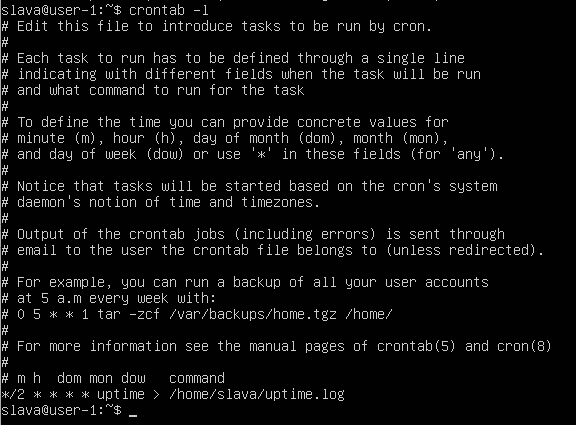 slava@user-1:~$ crontab -l
# Edit this file to introduce tasks to be run by cron.
#
# Each task to run has to be defined through a single line
# indicating with different fields when the task will be run
# and what command to run for the task
#
# To define the time you can provide concrete values for
# minute (m), hour (h), day of month (dom), month (mon),
# and day of week (dow) or use '*' in these fields (for 'any').
#
# Notice that tasks will be started based on the cron's system
# daemon's notion of time and timezones.
#
# Output of the crontab jobs (including errors) is sent through
# email to the user the crontab file belongs to (unless redirected).
#
# For example, you can run a backup of all your user accounts
# at 5 a.m every week with:
# 0 5 * * 1 tar -zcf /var/backups/home.tgz /home/
#
# For more information see the manual pages of crontab(5) and cron(8)
#
# m h  dom mon dow   command
*/2 * * * * uptime > /home/slava/uptime.log
slava@user-1:~$ _